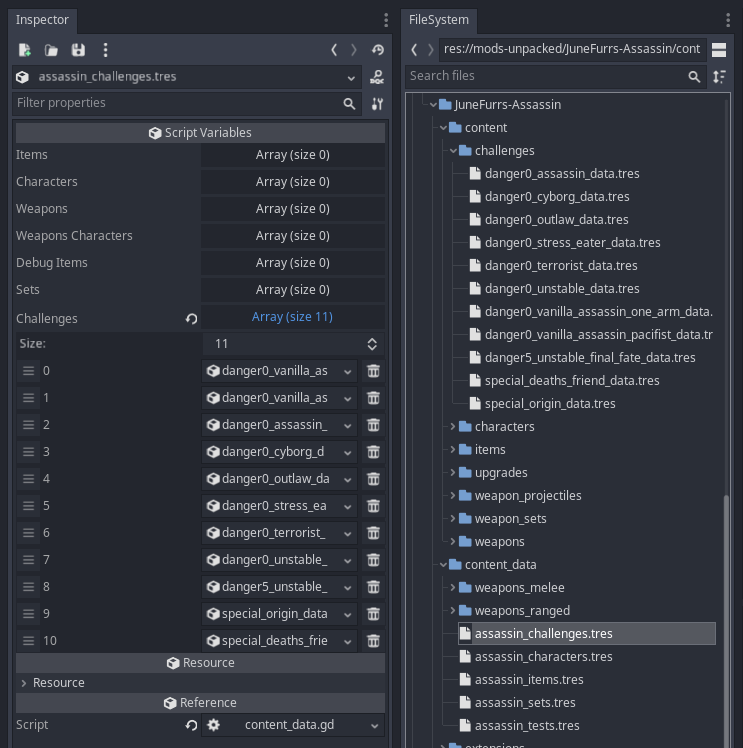 Inspector
assassin_challenges.tres
Filter properties
Script Variables
Items Array (size 0)
Characters Array (size 0)
Weapons Array (size 0)
Weapons Characters Array (size 0)
Debug Items Array (size 0)
Sets Array (size 0)
Challenges Array (size 11)
Size: 11
0 danger0_vanilla_as
1 danger0_vanilla_as
2 danger0_assassin_
3 danger0_cyborg_d
4 danger0_outlaw_da
5 danger0_stress_ea
6 danger0_terrorist_
7 danger0_unstable_
8 danger5_unstable_
9 special_origin_data
10 special_deaths_frie
Resource
Resource
Reference
Script content_data.gd
FileSystem
res://mods-unpacked/JuneFurrs-Assassin/cont
Search files
JuneFurrs-Assassin
content
challenges
danger0_assassin_data.tres
danger0_cyborg_data.tres
danger0_outlaw_data.tres
danger0_stress_eater_data.tres
danger0_terrorist_data.tres
danger0_unstable_data.tres
danger0_vanilla_assassin_one_arm_data.
danger0_vanilla_assassin_pacifist_data.tr
danger5_unstable_final_fate_data.tres
special_deaths_friend_data.tres
special_origin_data.tres
characters
items
upgrades
weapon_projectiles
weapon_sets
weapons
content_data
weapons_melee
weapons_ranged
assassin_challenges.tres
assassin_characters.tres
assassin_items.tres
assassin_sets.tres
assassin_tests.tres
extensions